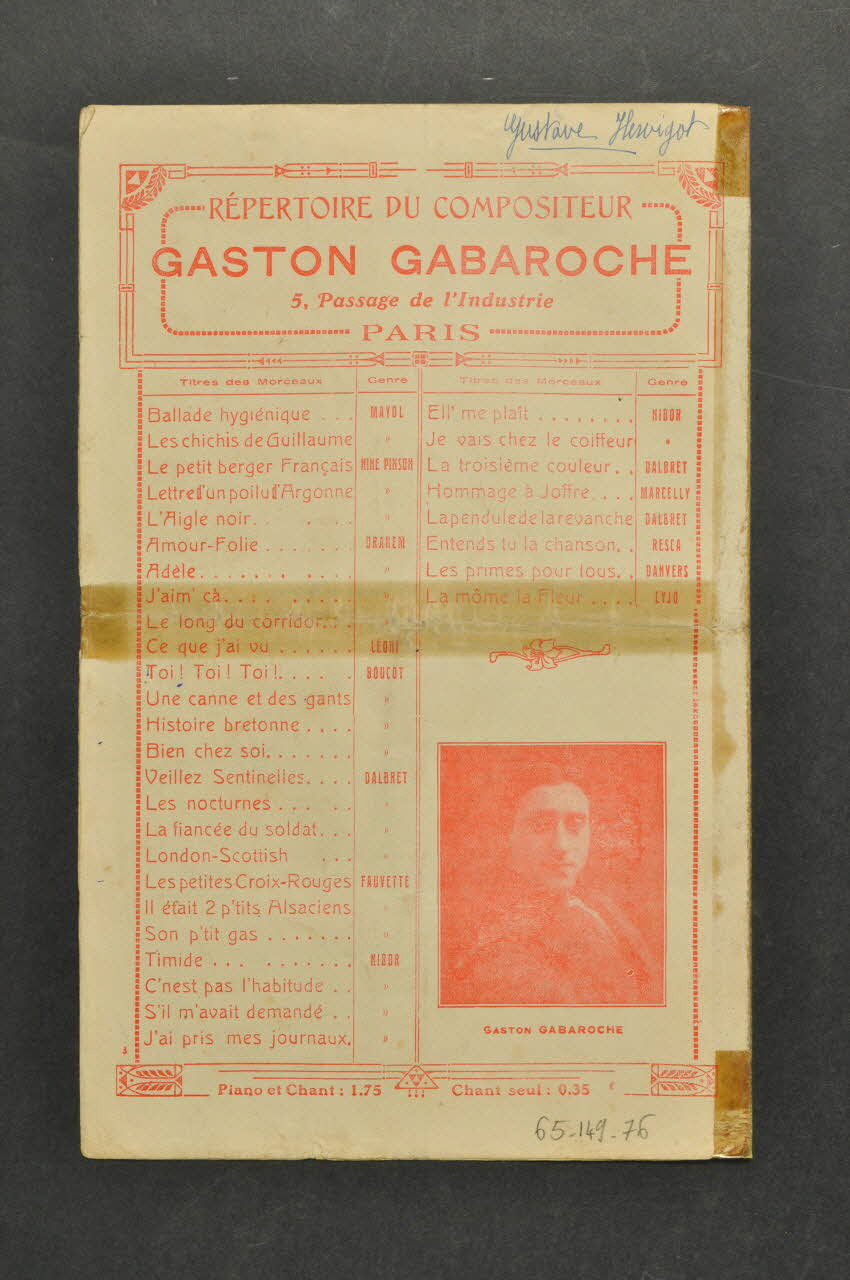 Gustave Hervigot
RÉPERTOIRE DU COMPOSITEUR
GASTON GABAROCHE
5, Passage de l'Industrie
PARIS
Titres des Morceaux Genre
Ballade hygiénique . . . MAYOL
Les chichis de Guillaume »
Le petit berger Français MINE PINSON
Lettre d'un poilu d'Argonne »
L'Aigle noir. . . . . »
Amour-Folie . . . . . . . DRANEM
Adèle. . . . . . . . . . . »
J'aim' çà. . . . . . . . . . »
Le long du corridor. . . »
Ce que j'ai vu . . . . . . LÉONI
Toi ! Toi ! Toi !. . . . . BOUCOT
Une canne et des gants »
Histoire bretonne . . . . »
Bien chez soi. . . . . . . »
Veillez Sentinelles. . . . DALBRET
Les nocturnes . . . . . »
La fiancée du soldat. . . »
London-Scottish . . . »
Les petites Croix-Rouges FAUVETTE
Il était 2 p'tits Alsaciens »
Son p'tit gas . . . . . . . »
Timide . . . . . . . . . . NIBOR
C'nest pas l'habitude . . »
S'il m'avait demandé . . »
J'ai pris mes journaux. »
Titres des Morceaux Genre
Ell' me plaît . . . . . . . . NIBOR
Je vais chez le coiffeur »
La troisième couleur. . DALBRET
Hommage à Joffre. . . . MARCELLY
La pendule de la revanche DALBRET
Entends tu la chanson. . RESCA
Les primes pour tous. . DANVERS
La môme la Fleur . . . . LYJO
GASTON GABAROCHE
Piano et Chant : 1.75 Chant seul : 0.35
65-149-76